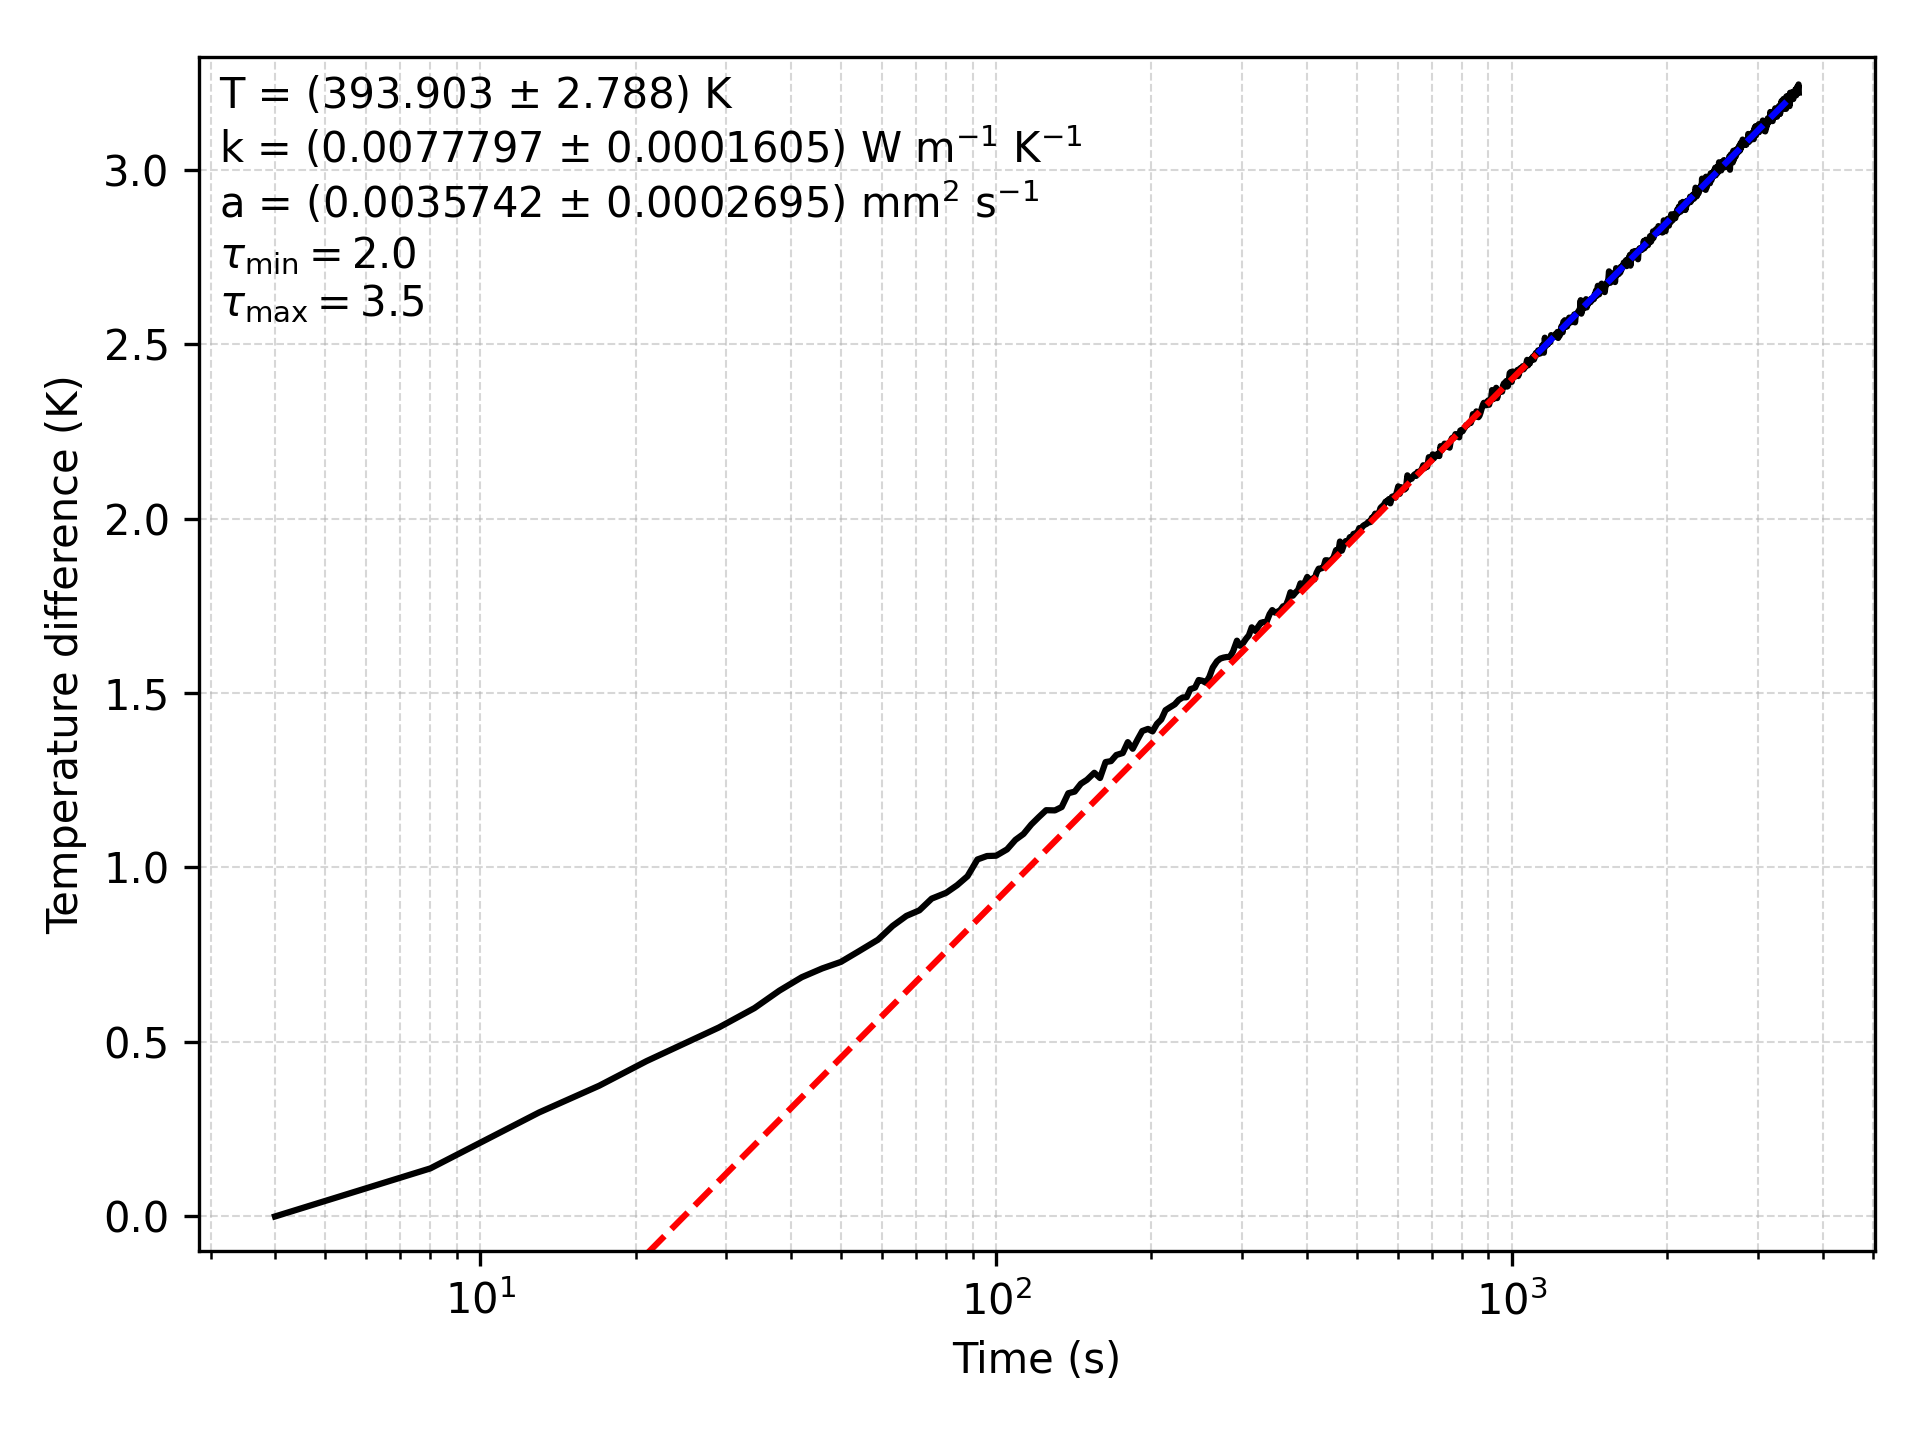 T = (393.903 ± 2.788) K
k = (0.0077797 ± 0.0001605) W m⁻¹ K⁻¹
a = (0.0035742 ± 0.0002695) mm² s⁻¹
τmin = 2.0
τmax = 3.5
3.0
2.5
2.0
1.5
1.0
0.5
0.0
Temperature difference (K)
10¹ 10² 10³
Time (s)